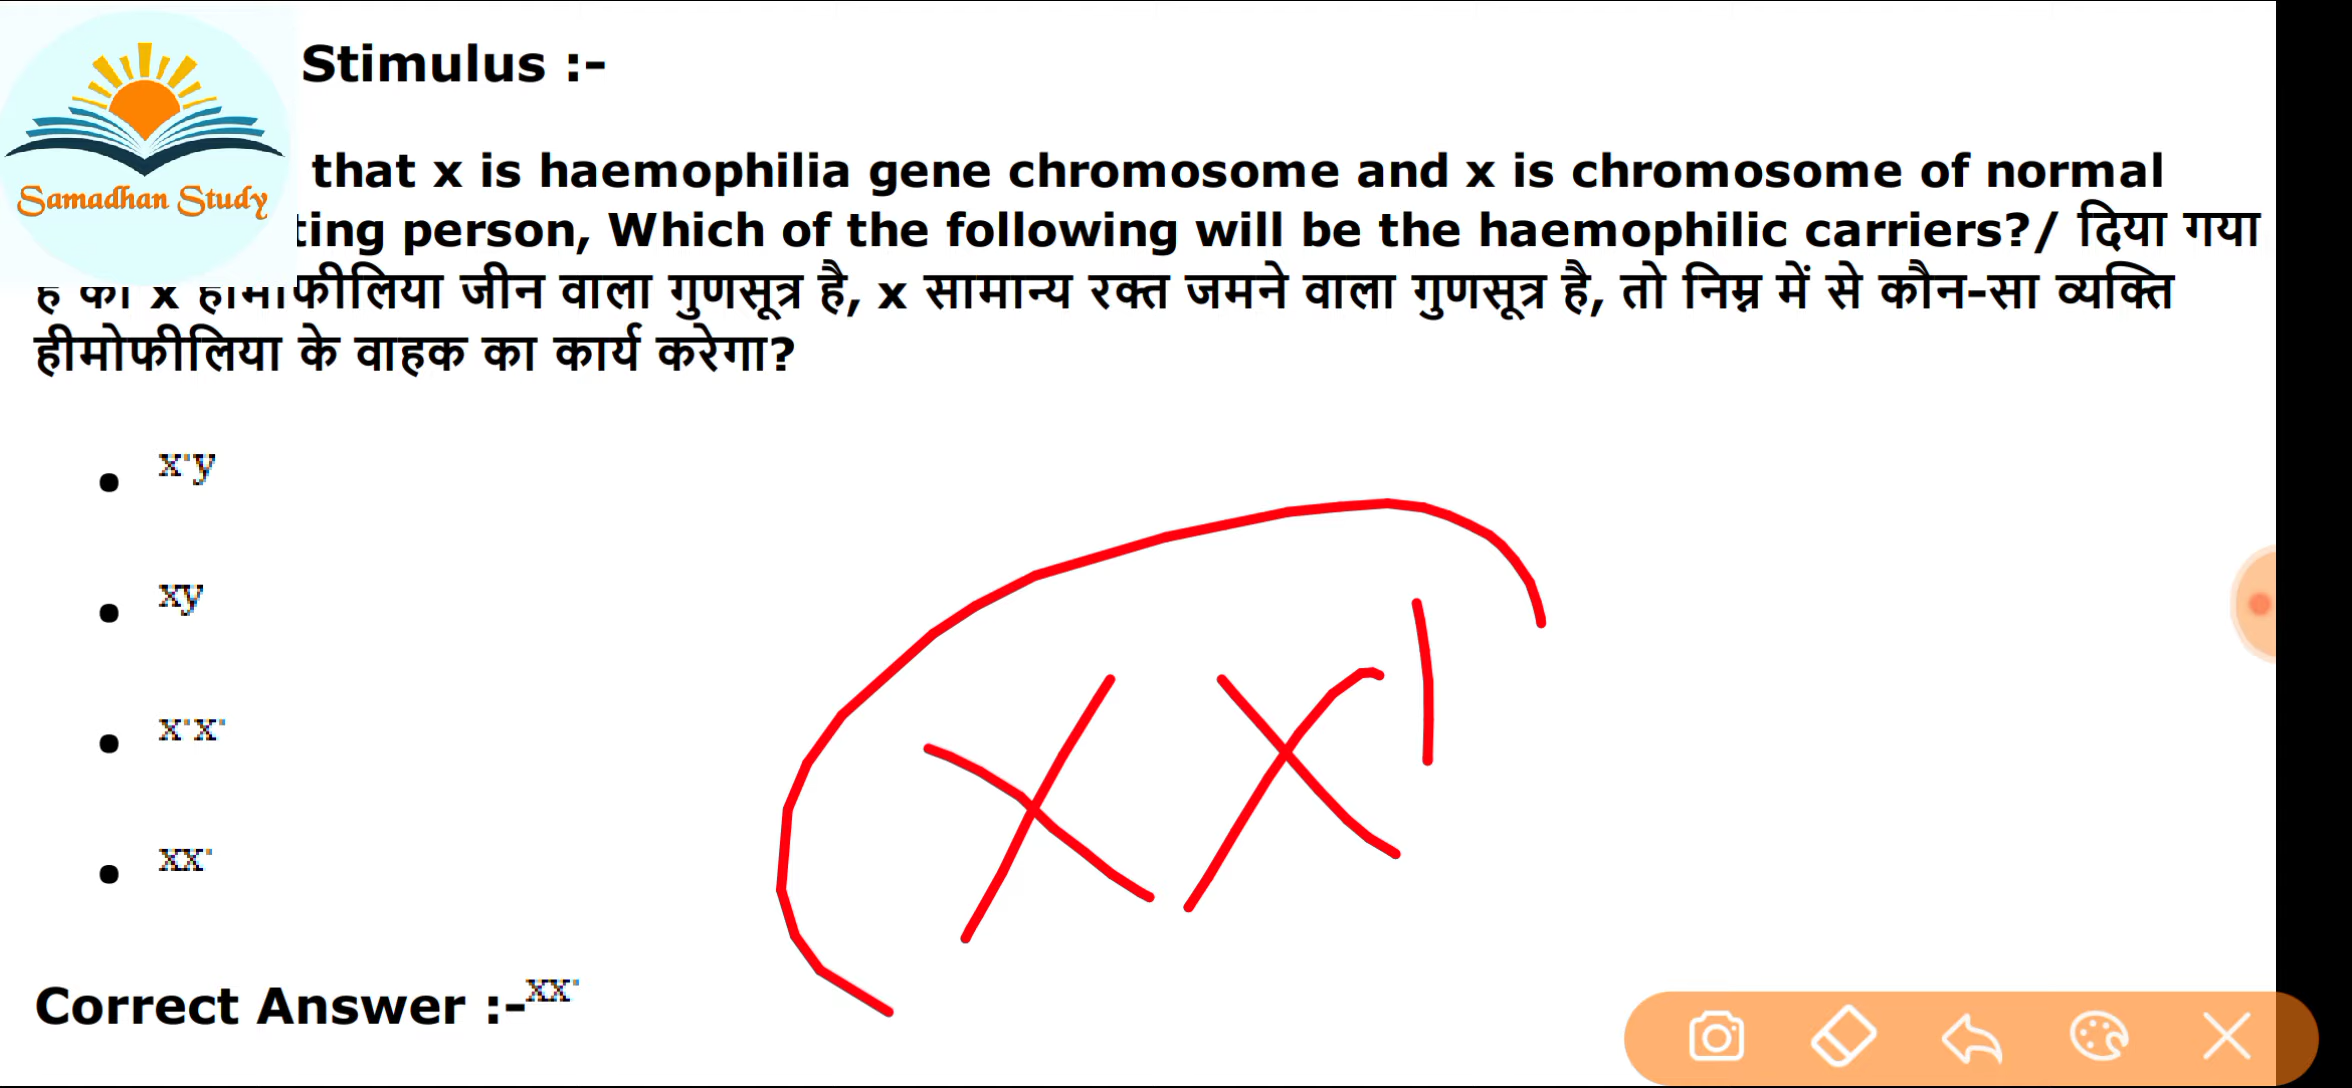 Stimulus :-
Samadhan Study
that x is haemophilia gene chromosome and x is chromosome of normal
ting person, Which of the following will be the haemophilic carriers?/ दिया गया
है की x हीमोफीलिया जीन वाला गुणसूत्र है, x सामान्य रक्त जमने वाला गुणसूत्र है, तो निम्न में से कौन-सा व्यक्ति
हीमोफीलिया के वाहक का कार्य करेगा?
x"y
xy
x"x"
xx"
x x'
Correct Answer :-xx"